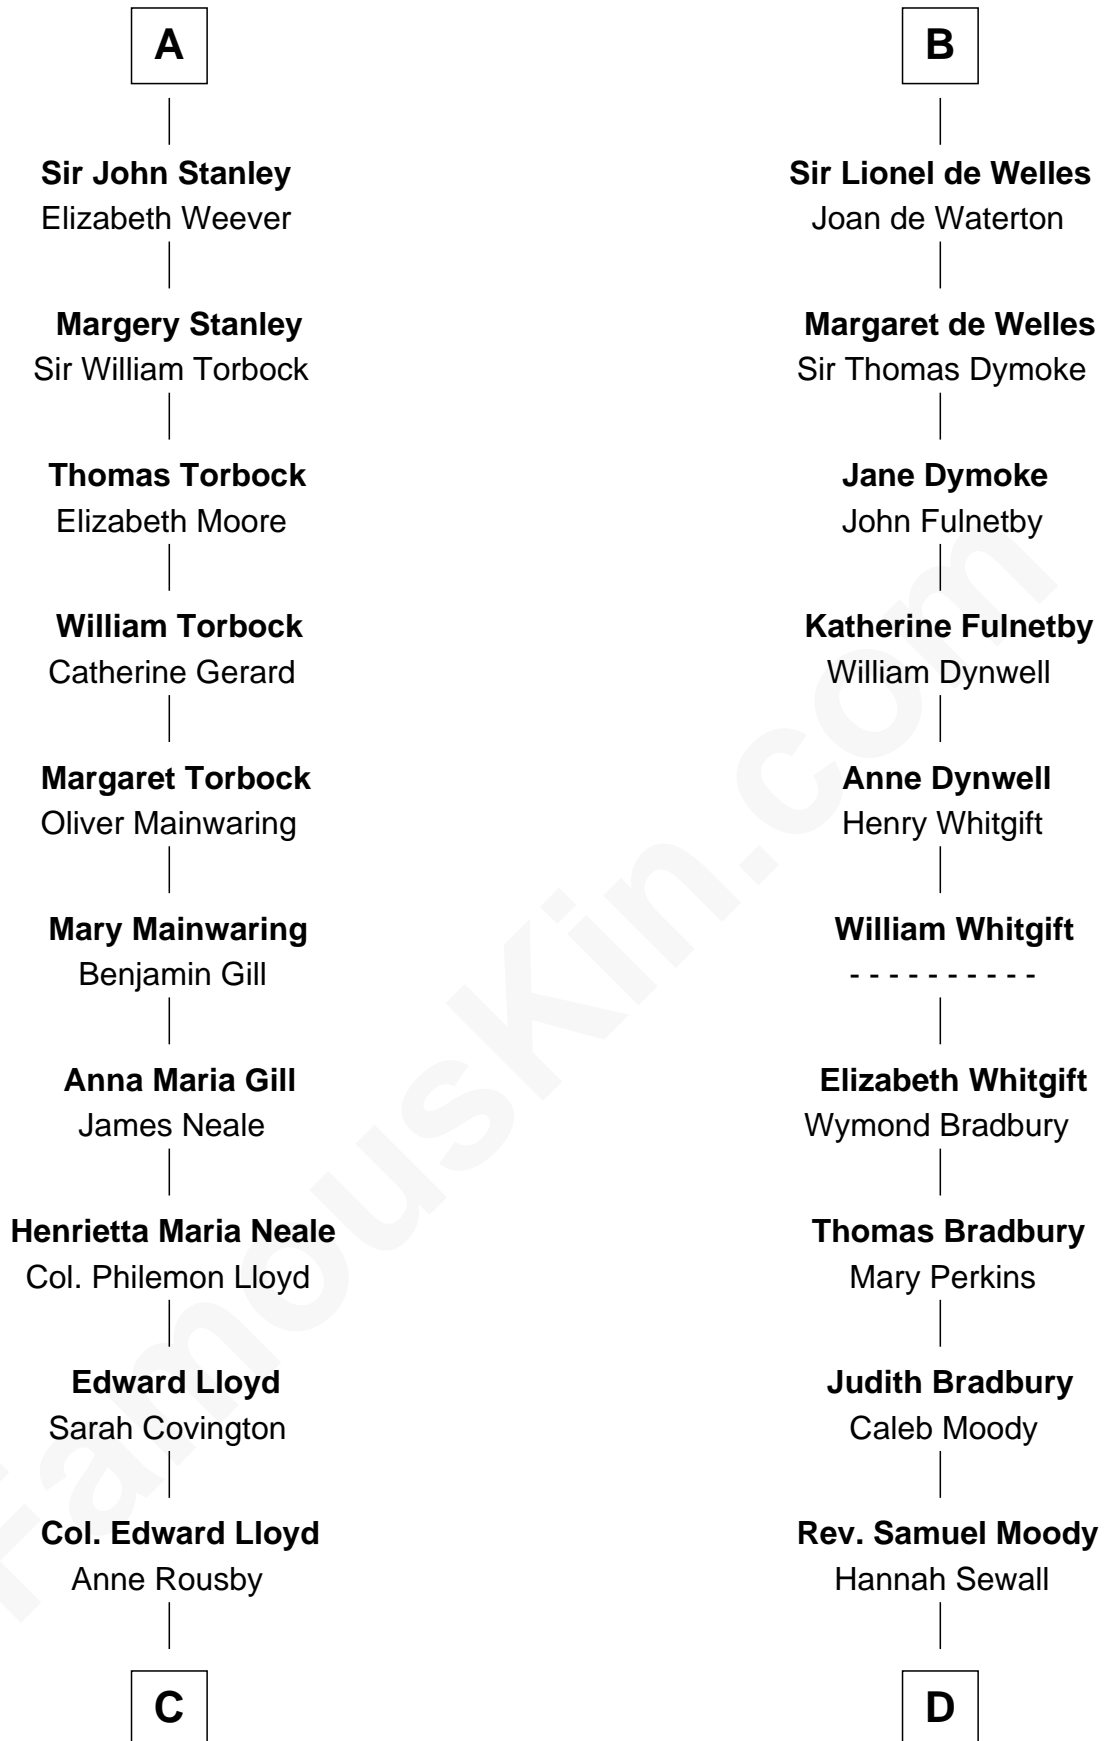 A
Sir John Stanley
Elizabeth Weever
Margery Stanley
Sir William Torbock
Thomas Torbock
Elizabeth Moore
William Torbock
Catherine Gerard
Margaret Torbock
Oliver Mainwaring
Mary Mainwaring
Benjamin Gill
Anna Maria Gill
James Neale
Henrietta Maria Neale
Col. Philemon Lloyd
Edward Lloyd
Sarah Covington
Col. Edward Lloyd
Anne Rousby
C
B
Sir Lionel de Welles
Joan de Waterton
Margaret de Welles
Sir Thomas Dymoke
Jane Dymoke
John Fulnetby
Katherine Fulnetby
William Dynwell
Anne Dynwell
Henry Whitgift
William Whitgift
- - - - - - - - - -
Elizabeth Whitgift
Wymond Bradbury
Thomas Bradbury
Mary Perkins
Judith Bradbury
Caleb Moody
Rev. Samuel Moody
Hannah Sewall
D
FamousKin.com